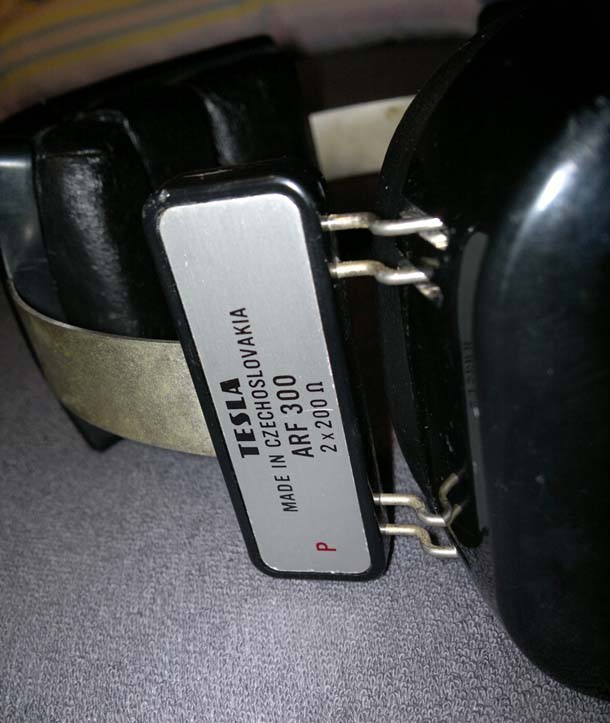 TESLA
MADE IN CZECHOSLOVAKIA
ARF 300
2 x 200 Ω
P